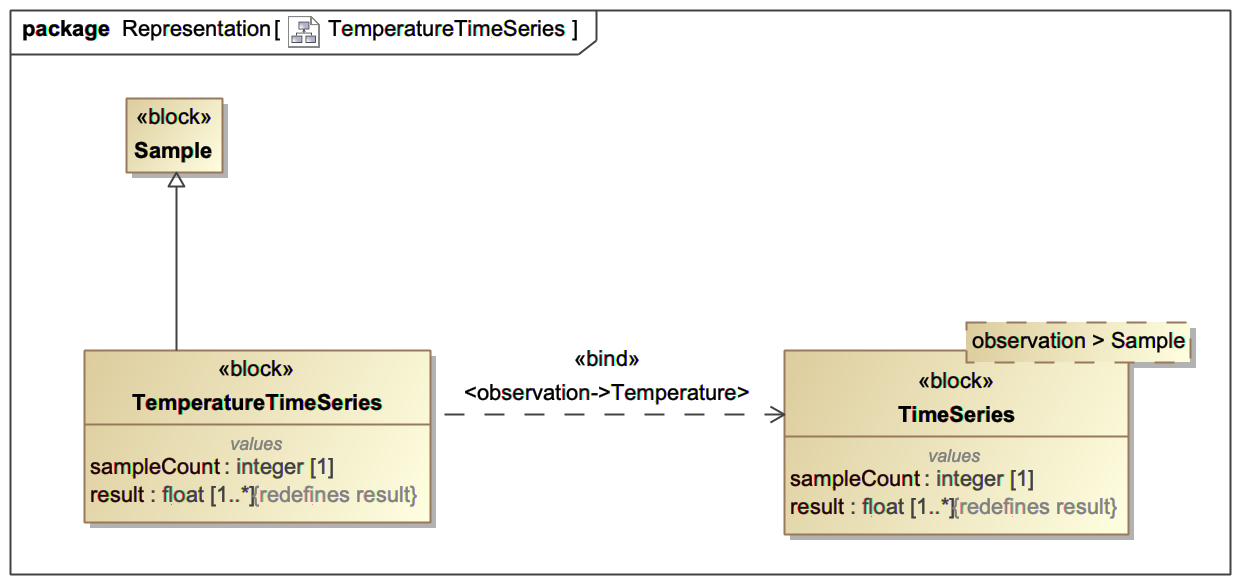 package Representation[ TemperatureTimeSeries ]
«block»
Sample
«block»
TemperatureTimeSeries
values
sampleCount : integer [1]
result : float [1..*]{redefines result}
«bind»
<observation->Temperature>
observation > Sample
«block»
TimeSeries
values
sampleCount : integer [1]
result : float [1..*]{redefines result}